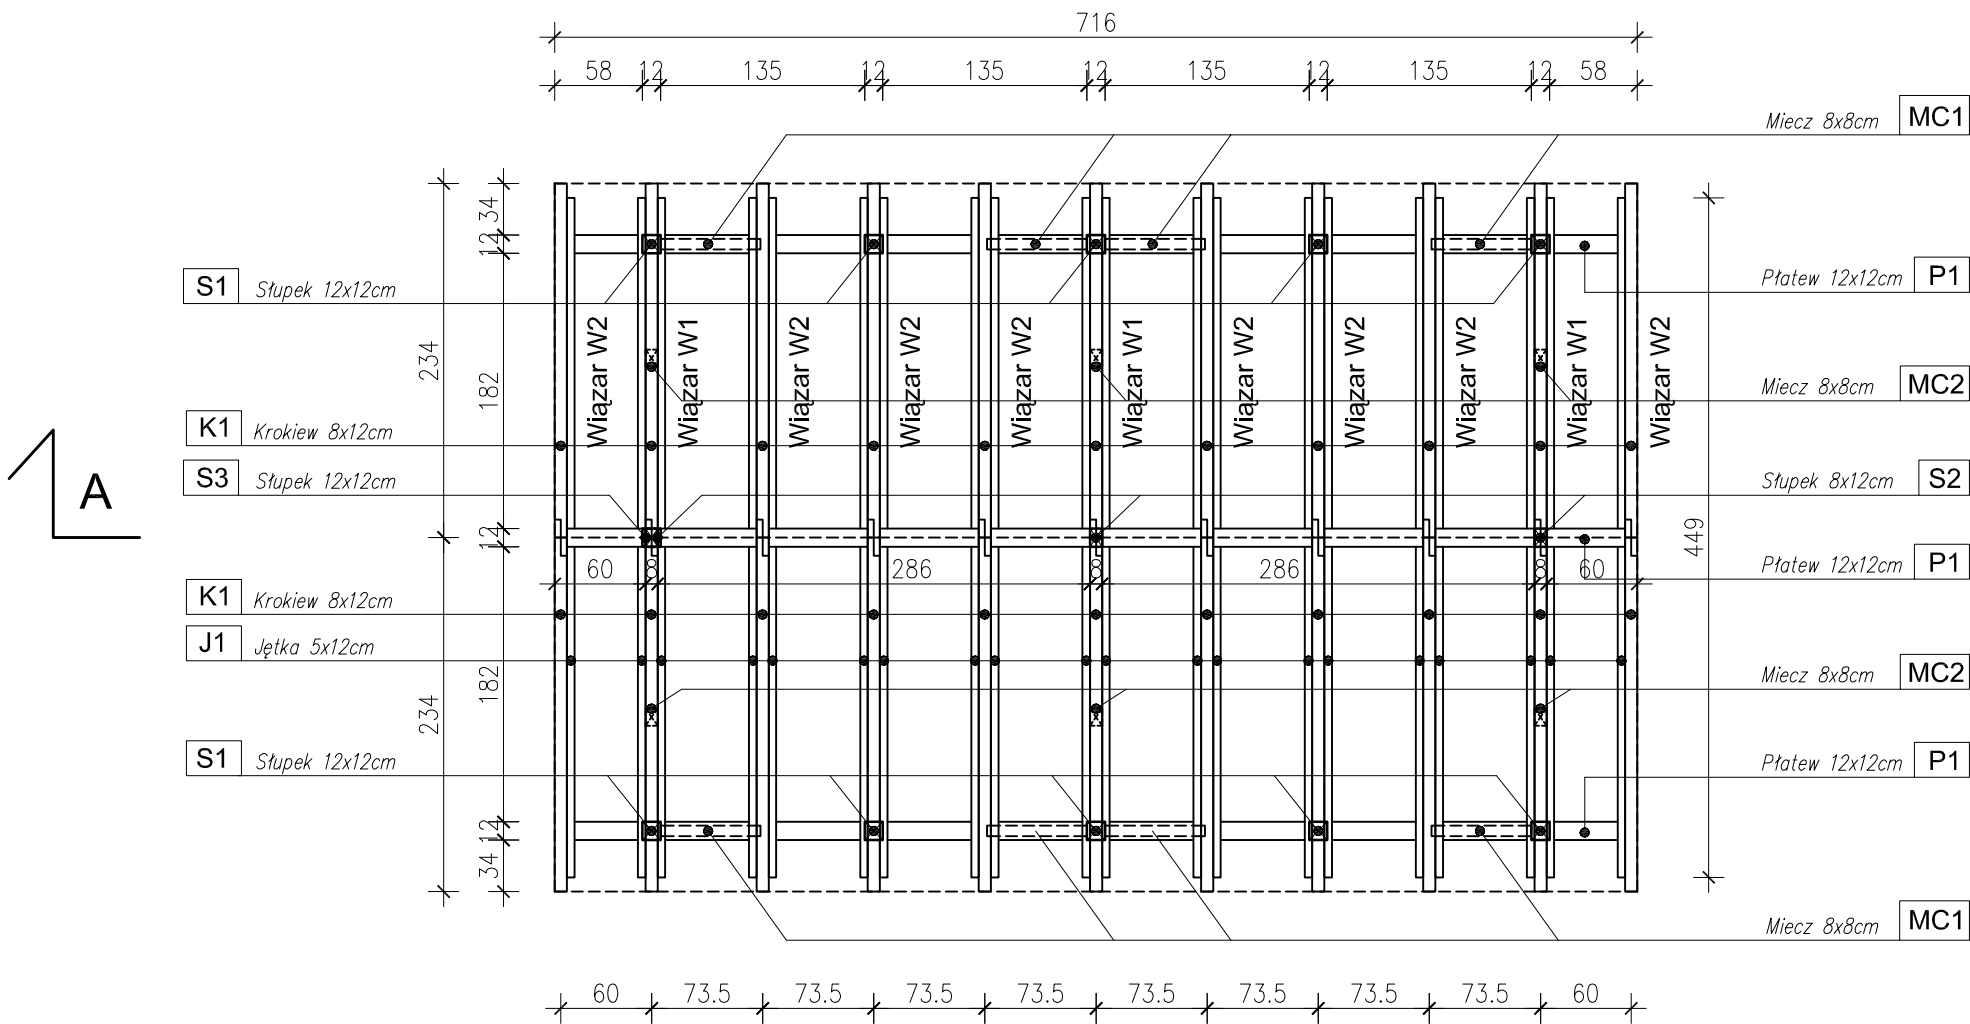 716
58 12 135 12 135 12 135 12 135 12 58
Miecz 8x8cm MC1
34
12
S1 Słupek 12x12cm
Płatew 12x12cm P1
Wiązar W2
Wiązar W1
Wiązar W2
Wiązar W2
Wiązar W2
Wiązar W1
Wiązar W2
Wiązar W2
Wiązar W2
Wiązar W1
Wiązar W2
234
182
Miecz 8x8cm MC2
K1 Krokiew 8x12cm
S3 Słupek 12x12cm
Słupek 8x12cm S2
A
12
449
60 8 286 8 286 8 60
Płatew 12x12cm P1
K1 Krokiew 8x12cm
J1 Jętka 5x12cm
Miecz 8x8cm MC2
182
234
S1 Słupek 12x12cm
Płatew 12x12cm P1
12
34
Miecz 8x8cm MC1
60 73.5 73.5 73.5 73.5 73.5 73.5 73.5 73.5 60